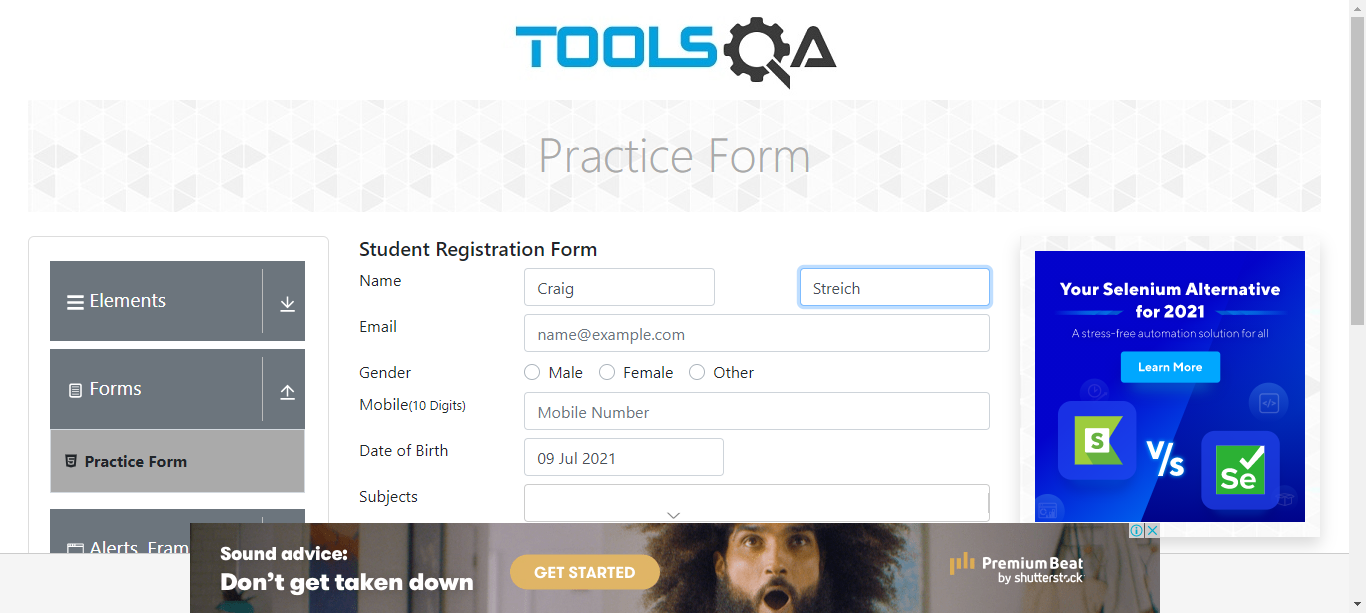 TOOLSQA
Practice Form
Elements
Forms
Practice Form
Alerts, Fram
Student Registration Form
Name
Craig
Streich
Email
name@example.com
Gender
Male
Female
Other
Mobile(10 Digits)
Mobile Number
Date of Birth
09 Jul 2021
Subjects
Your Selenium Alternative
for 2021
A stress-free automation solution for all
Learn More
S
V/s
Se
Sound advice:
Don't get taken down
GET STARTED
PremiumBeat
by shutterstock